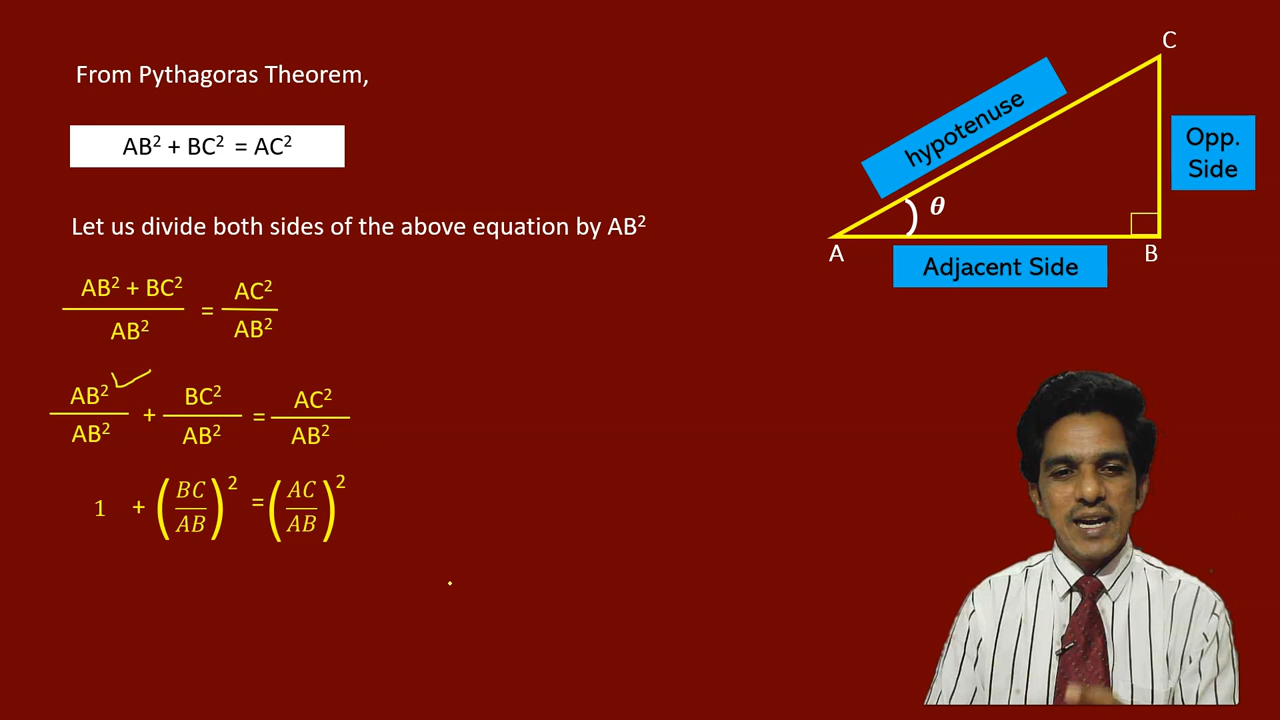 From Pythagoras Theorem,
AB² + BC² = AC²
Let us divide both sides of the above equation by AB²
AB² + BC² / AB² = AC² / AB²
AB² / AB² + BC² / AB² = AC² / AB²
1 + (BC / AB)² = (AC / AB)²
C
hypotenuse
Opp.
Side
θ
A
B
Adjacent Side